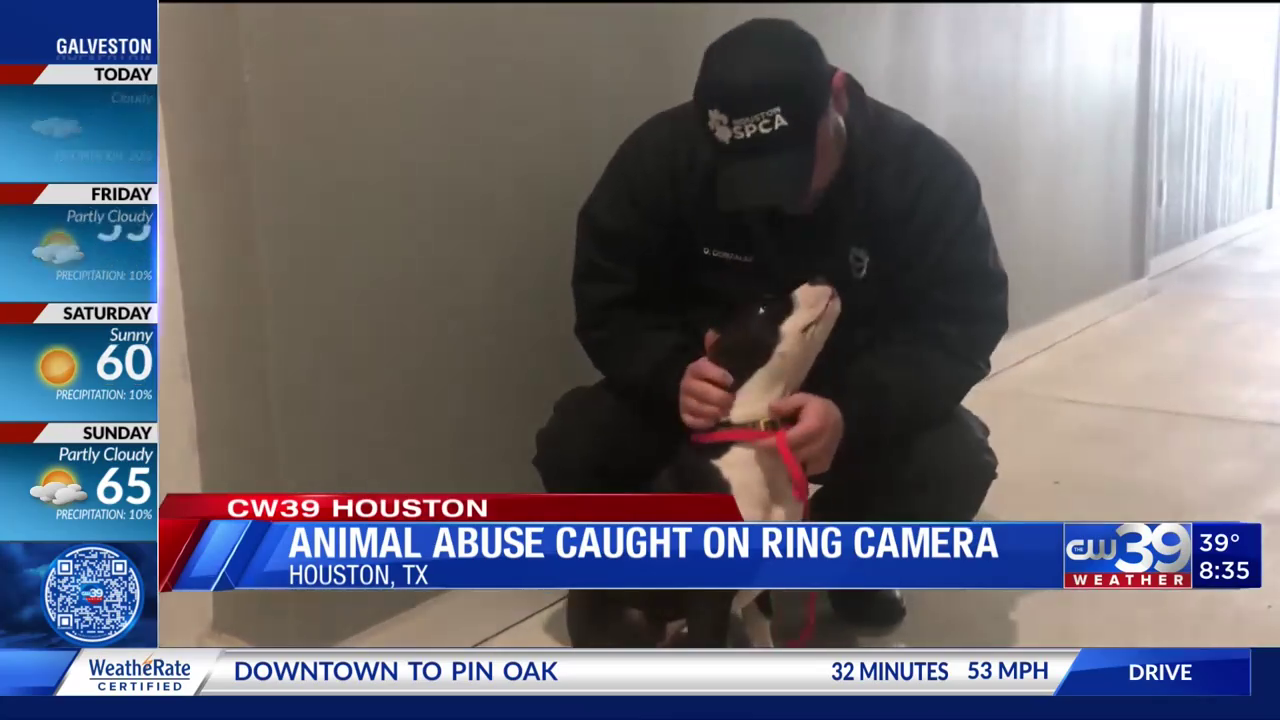 GALVESTON
TODAY
Cloudy
FRIDAY
Partly Cloudy
PRECIPITATION: 10%
SATURDAY
Sunny
60
PRECIPITATION: 10%
SUNDAY
Partly Cloudy
65
PRECIPITATION: 10%
HOUSTON
SPCA
CW39 HOUSTON
ANIMAL ABUSE CAUGHT ON RING CAMERA
HOUSTON, TX
THE CW39
WEATHER
39°
8:35
WeatheRate
CERTIFIED
DOWNTOWN TO PIN OAK
32 MINUTES
53 MPH
DRIVE